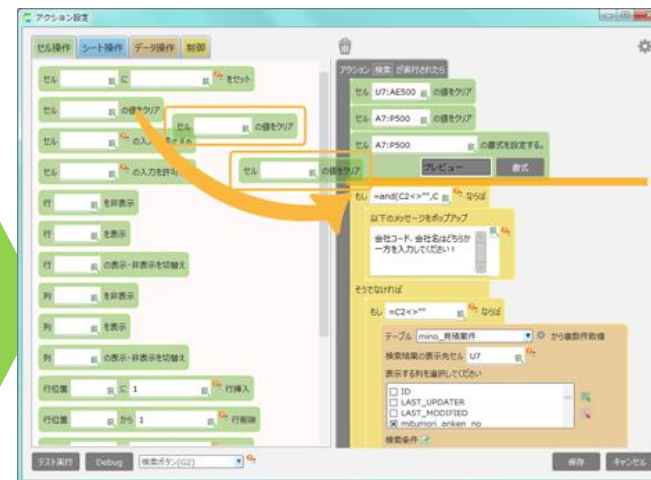 アクション設定
セル操作 シート操作 データ操作 制御
セル に をセット
セル の値をクリア
セル の値をクリア
セル の入力
セル の入力を許可
セル の値をクリア
行 を非表示
行 を表示
行 の表示・非表示を切替え
列 を非表示
列 を表示
列 の表示・非表示を切替え
行位置 に 1 行挿入
行位置 から 1 行削除
アクション 検索 が実行されたら
セル U7:AE500 の値をクリア
セル A7:P500 の値をクリア
セル A7:P500 の書式を設定する。
プレビュー 書式
もし =and(C2<>"",C ならば
以下のメッセージをポップアップ
会社コード、会社名はどちらか
一方を入力してください！
そうでなければ
もし =C2<>"" ならば
テーブル mino_見積案件 から複数件取得
検索結果の表示先セル U7
表示する列を選択してください
ID
LAST_UPDATER
LAST_MODIFIED
mitumori_anken_no
検索条件
テスト実行 Debug 検索ボタン(G2) 保存 キャンセル